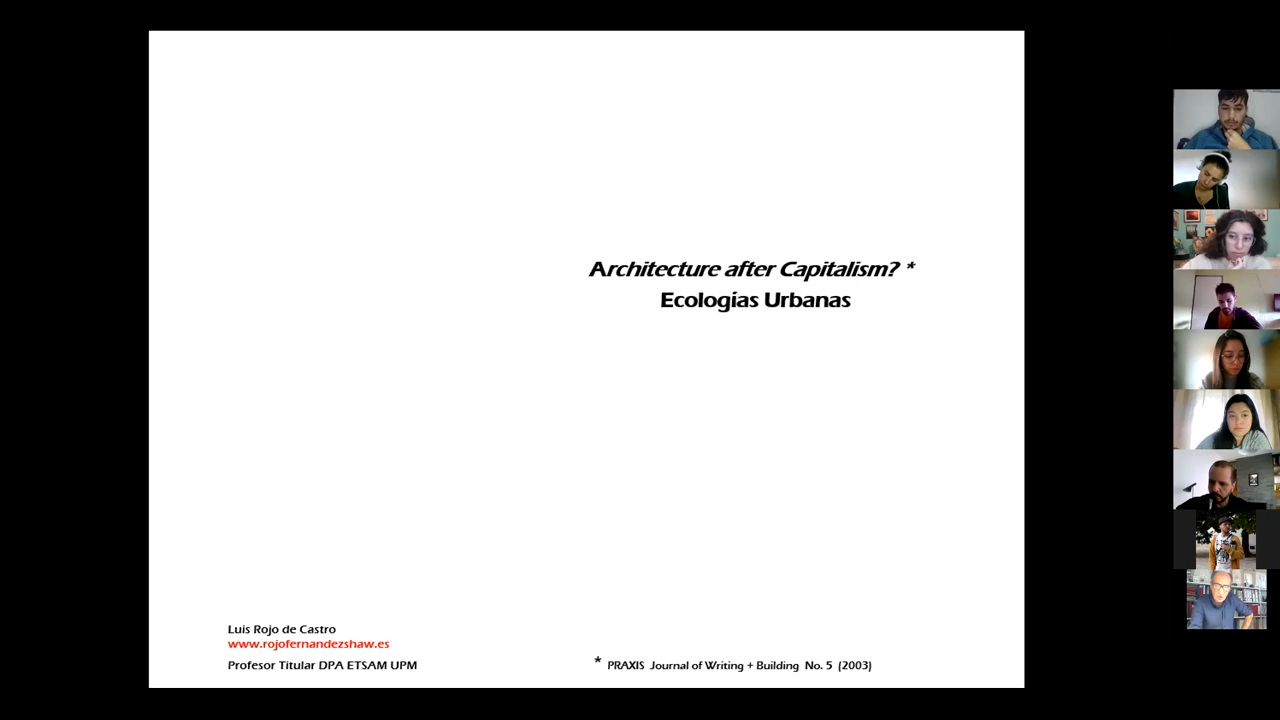 Architecture after Capitalism? *
Ecologías Urbanas
Luis Rojo de Castro
www.rojofernandezshaw.es
Profesor Titular DPA ETSAM UPM
* PRAXIS Journal of Writing + Building No. 5 (2003)